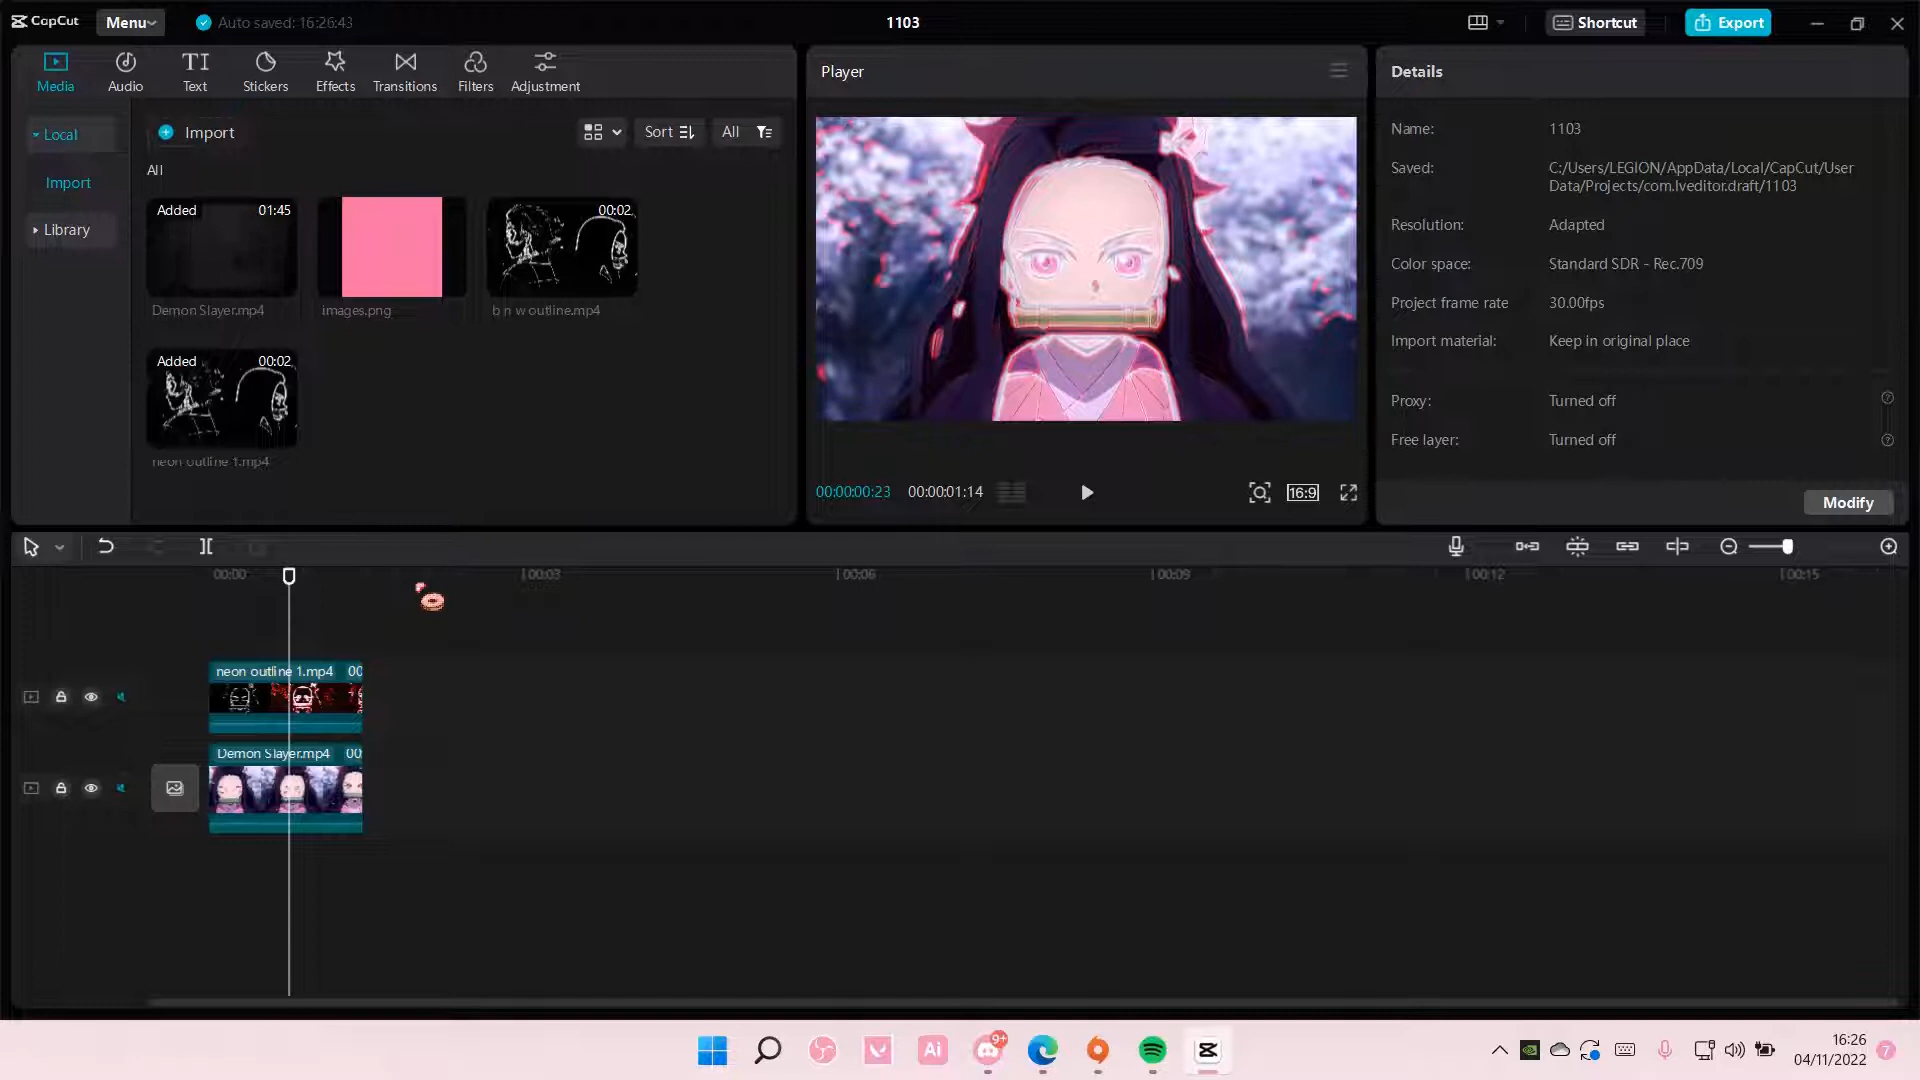 CapCut
Menu
Auto saved: 16:26:43
1103
Shortcut
Export
Media
Audio
TI
Text
Stickers
Effects
Transitions
Filters
Adjustment
Local
Import
Library
Import
Sort
All
All
Added 01:45
Demon Slayer.mp4
images.png
00:02
b n w outline.mp4
Added 00:02
neon outline 1.mp4
Player
00:00:00:23 00:00:01:14
16:9
Details
Name: 1103
Saved: C:/Users/LEGION/AppData/Local/CapCut/User
Data/Projects/com.lveditor.draft/1103
Resolution: Adapted
Color space: Standard SDR - Rec.709
Project frame rate 30.00fps
Import material: Keep in original place
Proxy: Turned off
Free layer: Turned off
Modify
00:00 00:03 00:06 00:09 00:12 00:15
neon outline 1.mp4 00
Demon Slayer.mp4 00:
Ai
9+
16:26
04/11/2022
7